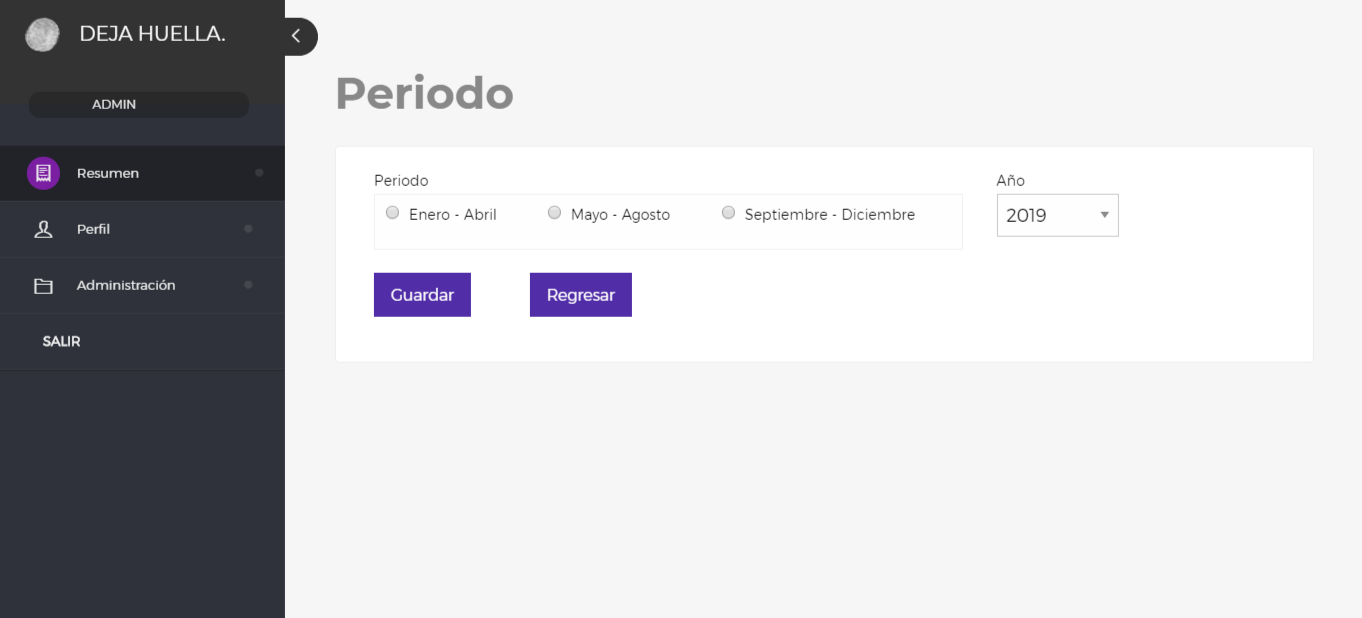 DEJA HUELLA.
ADMIN
Resumen
Perfil
Administración
SALIR
Periodo
Periodo
Año
Enero - Abril
Mayo - Agosto
Septiembre - Diciembre
2019
Guardar
Regresar